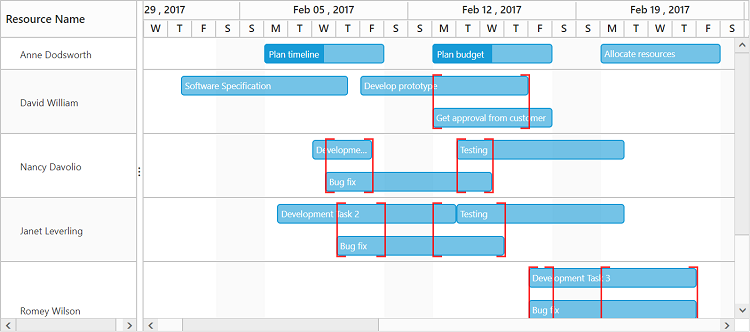 Resource Name
29 , 2017 Feb 05 , 2017 Feb 12 , 2017 Feb 19 , 2017
W T F S S M T W T F S S M T W T F S S M T W T F S S
Anne Dodsworth Plan timeline Plan budget Allocate resources
David William Software Specification Develop prototype
Get approval from customer
Nancy Davolio Developme... Testing
Bug fix
Janet Leverling Development Task 2 Testing
Bug fix
Development Task 3
Romey Wilson Bug fix